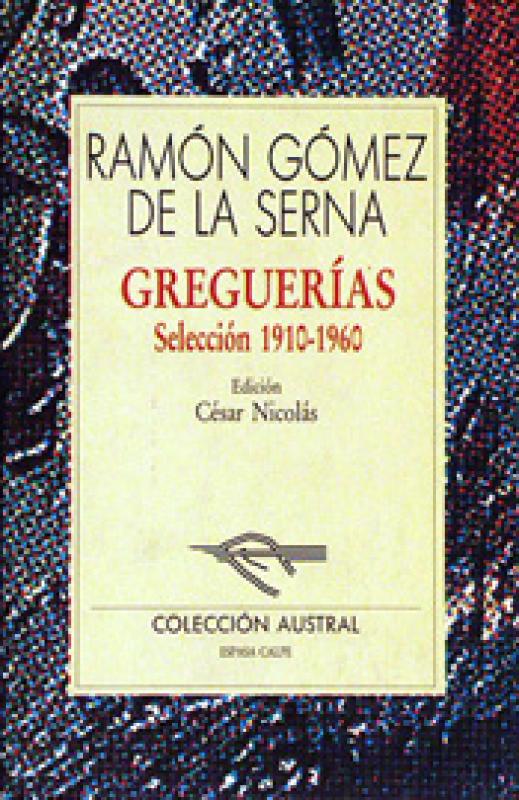 RAMÓN GÓMEZ
DE LA SERNA
GREGUERÍAS
Selección 1910-1960
Edición
César Nicolás
COLECCIÓN AUSTRAL
ESPASA CALPE